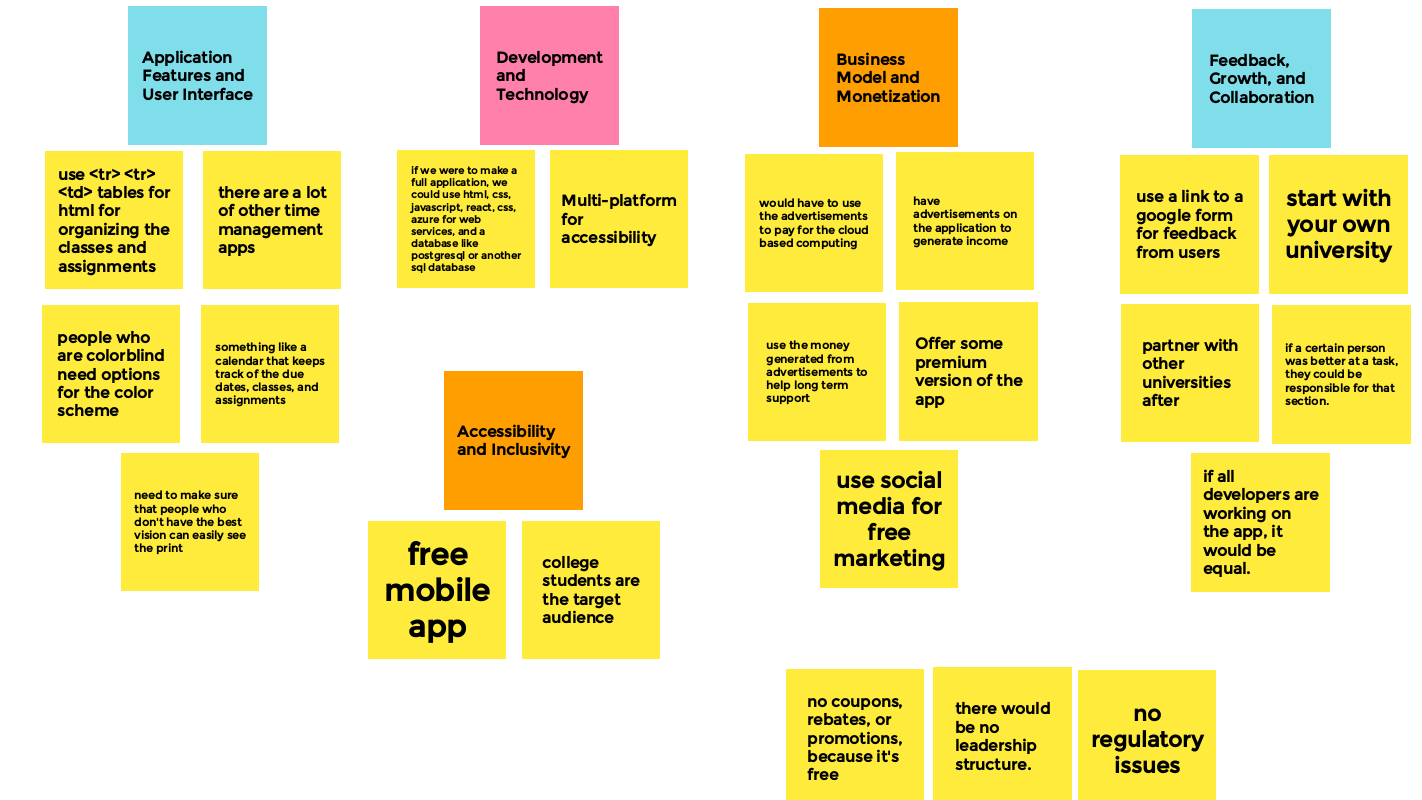 Application
Features and
User Interface
use <tr> <tr>
<td> tables for
html for
organizing the
classes and
assignments
there are a lot
of other time
management
apps
people who
are colorblind
need options
for the color
scheme
something like a
calendar that keeps
track of the due
dates, classes, and
assignments
need to make sure
that people who
don't have the best
vision can easily see
the print
Development
and
Technology
if we were to make a
full application, we
could use html, css,
javascript, react, css,
azure for web
services, and a
database like
postgresql or another
sql database
Multi-platform
for
accessibility
Accessibility
and Inclusivity
free
mobile
app
college
students are
the target
audience
Business
Model and
Monetization
would have to use
the advertisements
to pay for the cloud
based computing
have
advertisements on
the application to
generate income
use the money
generated from
advertisements to
help long term
support
Offer some
premium
version of the
app
use social
media for
free
marketing
Feedback,
Growth, and
Collaboration
use a link to a
google form
for feedback
from users
start with
your own
university
partner with
other
universities
after
if a certain person
was better at a task,
they could be
responsible for that
section.
if all
developers are
working on
the app, it
would be
equal.
no coupons,
rebates, or
promotions,
because it's
free
there would
be no
leadership
structure.
no
regulatory
issues